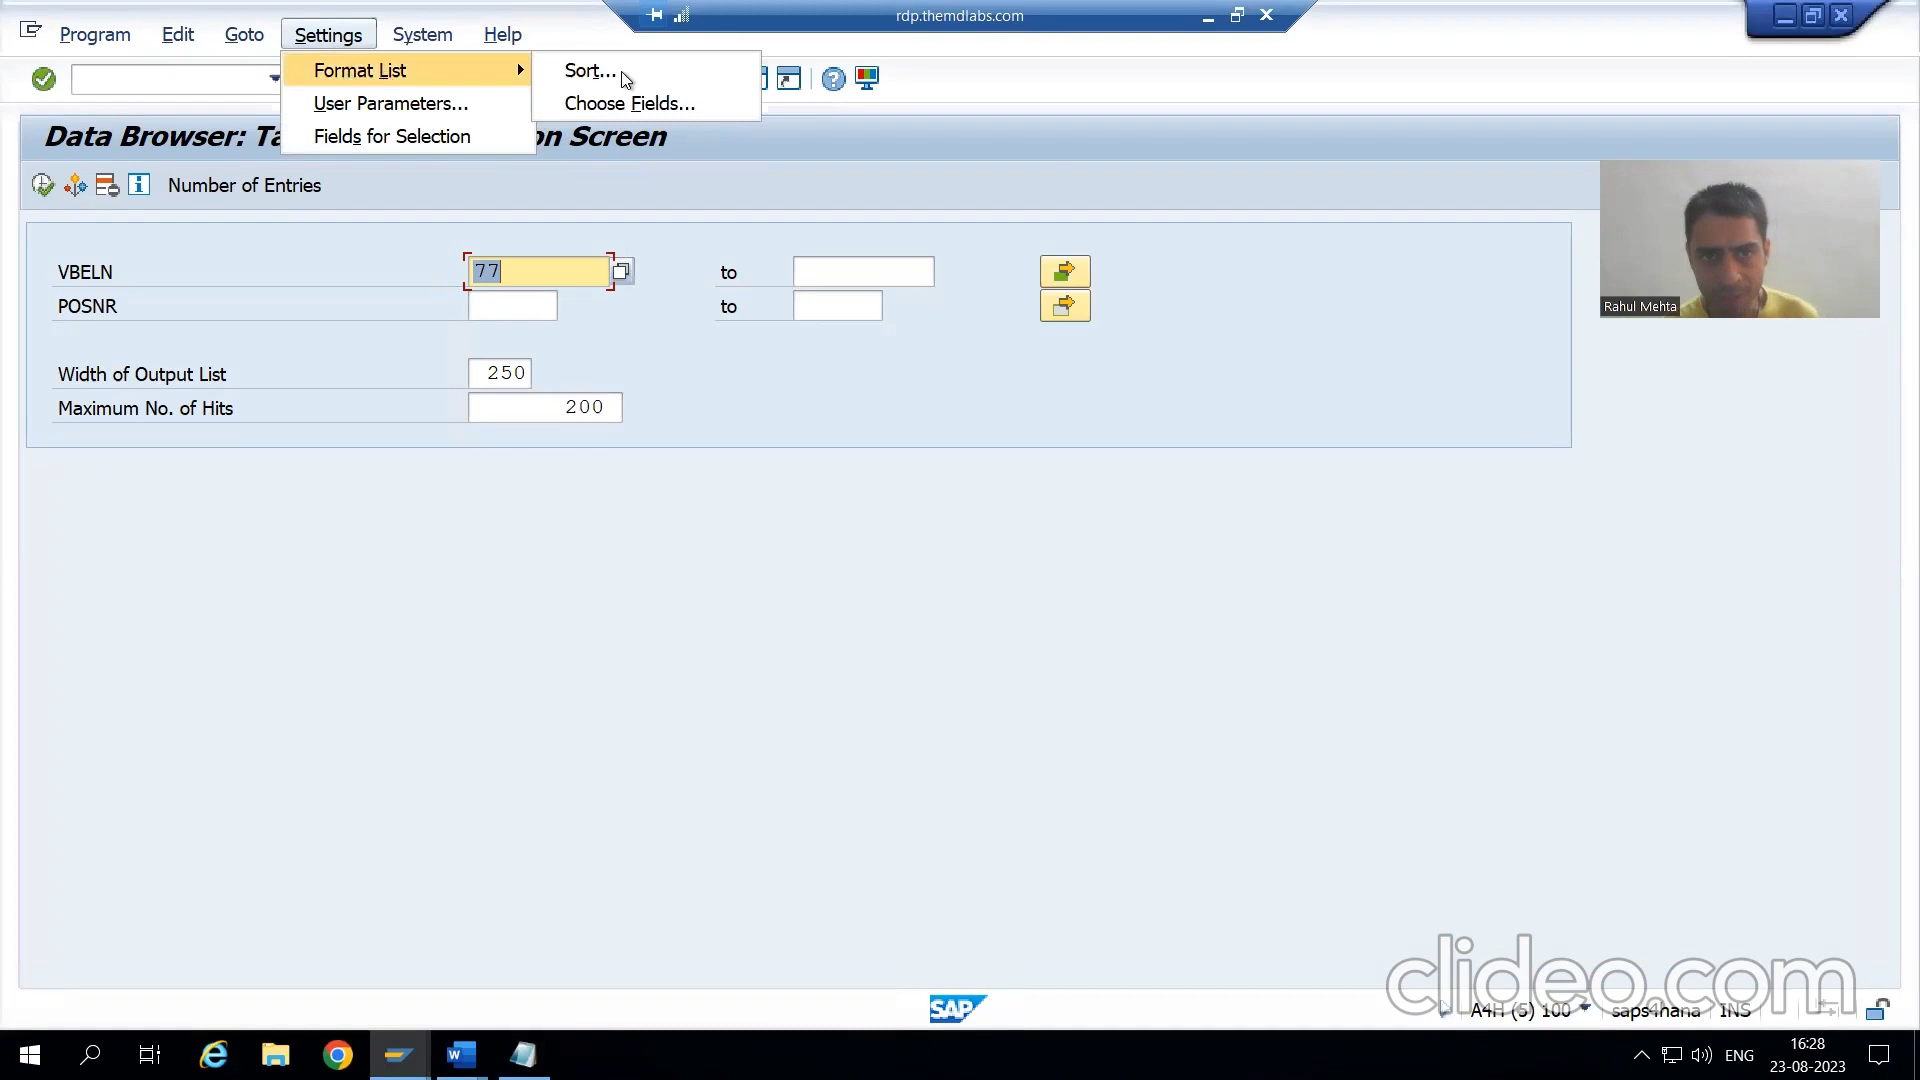 rdp.themdlabs.com
Program Edit Goto Settings System Help
Format List
User Parameters...
Fields for Selection
Sort...
Choose Fields...
Data Browser: Ta on Screen
Number of Entries
VBELN 77 to
POSNR to
Width of Output List 250
Maximum No. of Hits 200
Rahul Mehta
clideo.com
SAP
A4H (5) 100 saps4hana INS
ENG
16:28
23-08-2023